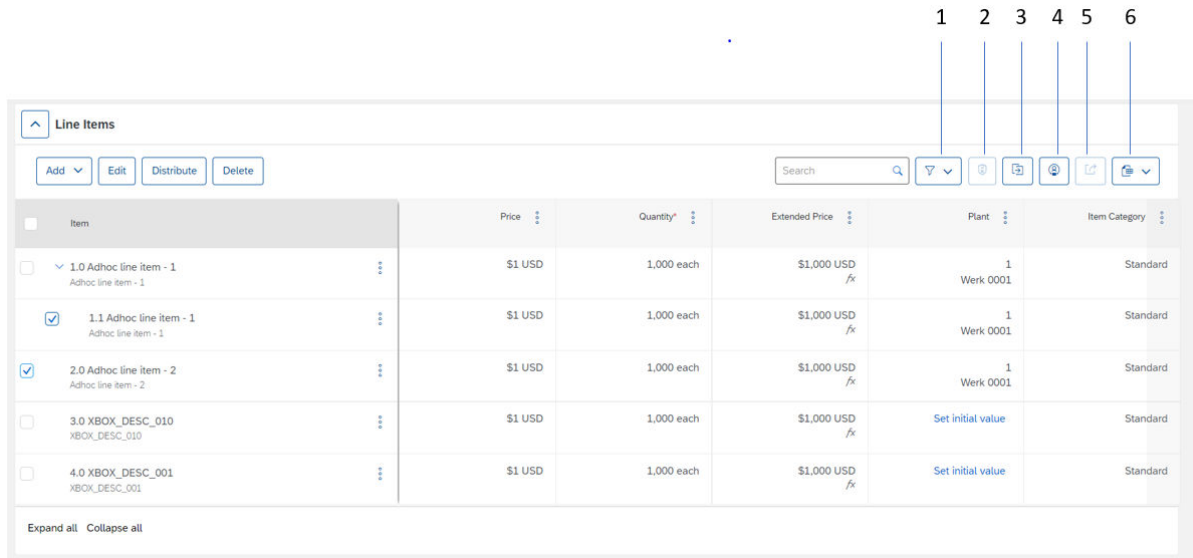 1 2 3 4 5 6
Line Items
Add Edit Distribute Delete Search
Item Price Quantity* Extended Price Plant Item Category
1.0 Adhoc line item - 1 $1 USD 1,000 each $1,000 USD 1 Standard
Adhoc line item - 1 fx Werk 0001
1.1 Adhoc line item - 1 $1 USD 1,000 each $1,000 USD 1 Standard
Adhoc line item - 1 fx Werk 0001
2.0 Adhoc line item - 2 $1 USD 1,000 each $1,000 USD 1 Standard
Adhoc line item - 2 fx Werk 0001
3.0 XBOX_DESC_010 $1 USD 1,000 each $1,000 USD Set initial value Standard
XBOX_DESC_010 fx
4.0 XBOX_DESC_001 $1 USD 1,000 each $1,000 USD Set initial value Standard
XBOX_DESC_001 fx
Expand all Collapse all